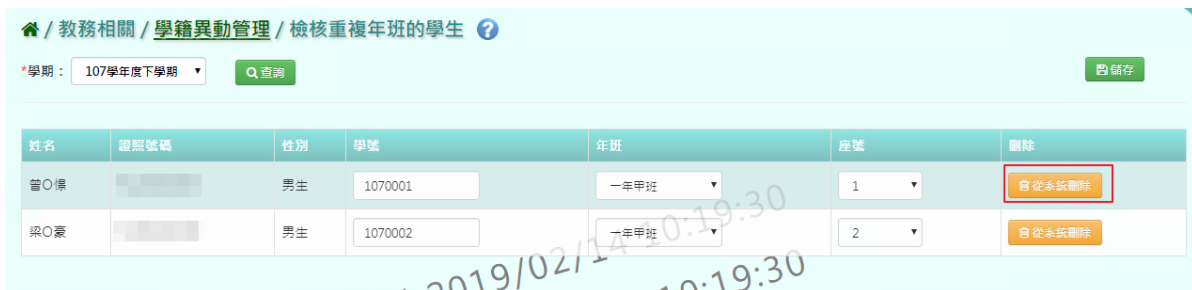 / 教務相關 / 學籍異動管理 / 檢核重複年班的學生 ?
*學期： 107學年度下學期 查詢 儲存
姓名 證照號碼 性別 學號 年班 座號 刪除
曾O憬 男生 1070001 一年甲班 1 會從系統刪除
梁O豪 男生 1070002 一年甲班 2 會從系統刪除
2019/02/14 10:19:30
10:19:30